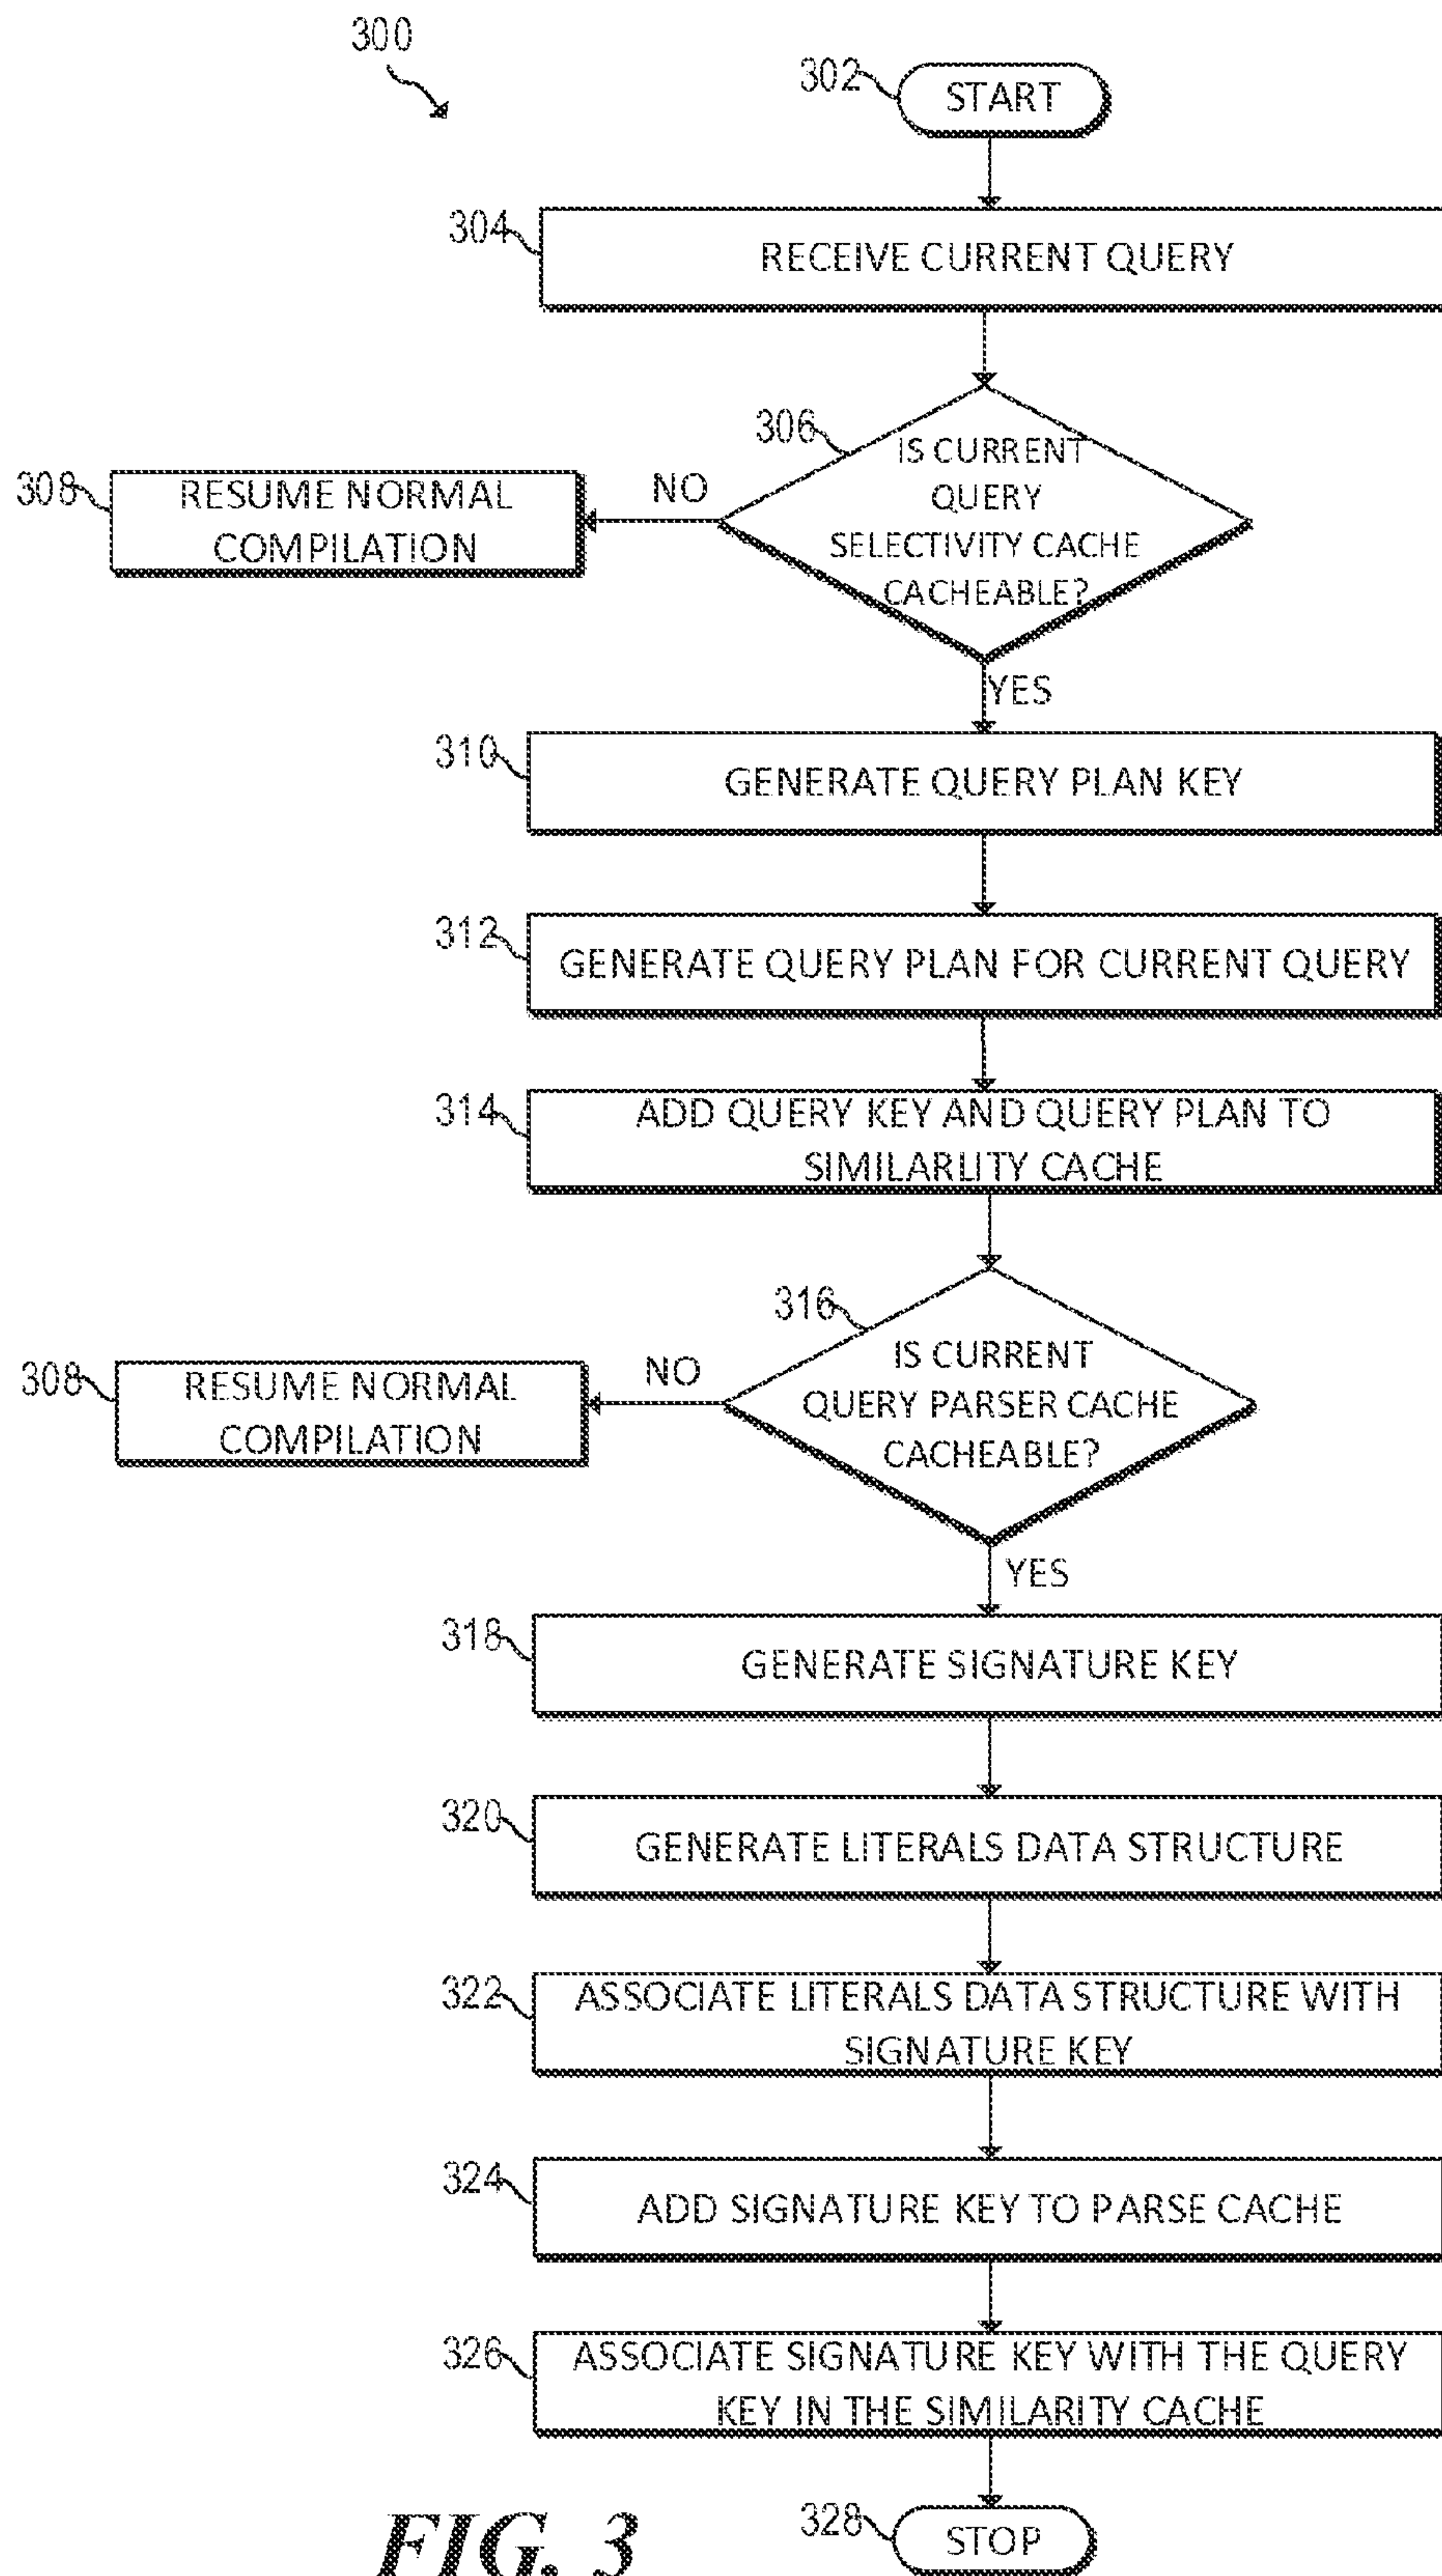 300
302
START
304
RECEIVE CURRENT QUERY
306
IS CURRENT
QUERY
SELECTIVITY CACHE
CACHEABLE?
NO
308
RESUME NORMAL
COMPILATION
YES
310
GENERATE QUERY PLAN KEY
312
GENERATE QUERY PLAN FOR CURRENT QUERY
314
ADD QUERY KEY AND QUERY PLAN TO
SIMILARLITY CACHE
316
IS CURRENT
QUERY PARSER CACHE
CACHEABLE?
NO
308
RESUME NORMAL
COMPILATION
YES
318
GENERATE SIGNATURE KEY
320
GENERATE LITERALS DATA STRUCTURE
322
ASSOCIATE LITERALS DATA STRUCTURE WITH
SIGNATURE KEY
324
ADD SIGNATURE KEY TO PARSE CACHE
326
ASSOCIATE SIGNATURE KEY WITH THE QUERY
KEY IN THE SIMILARITY CACHE
328
STOP
FIG. 3